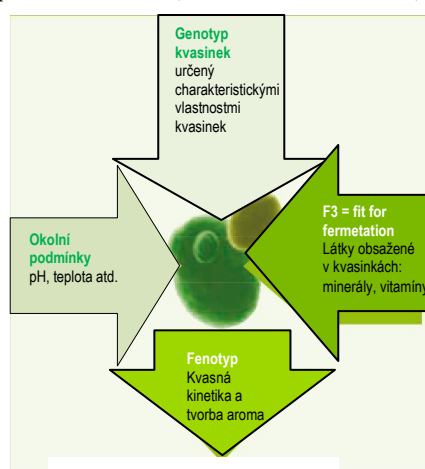 Genotyp
kvasinek
určený
charakteristickými
vlastnostmi
kvasinek
Okolní
podmínky
pH, teplota atd.
F3 = fit for
fermetation
Látky obsažené
v kvasinkách:
minerály, vitamíny
Fenotyp
Kvasná
kinetika a
tvorba aroma